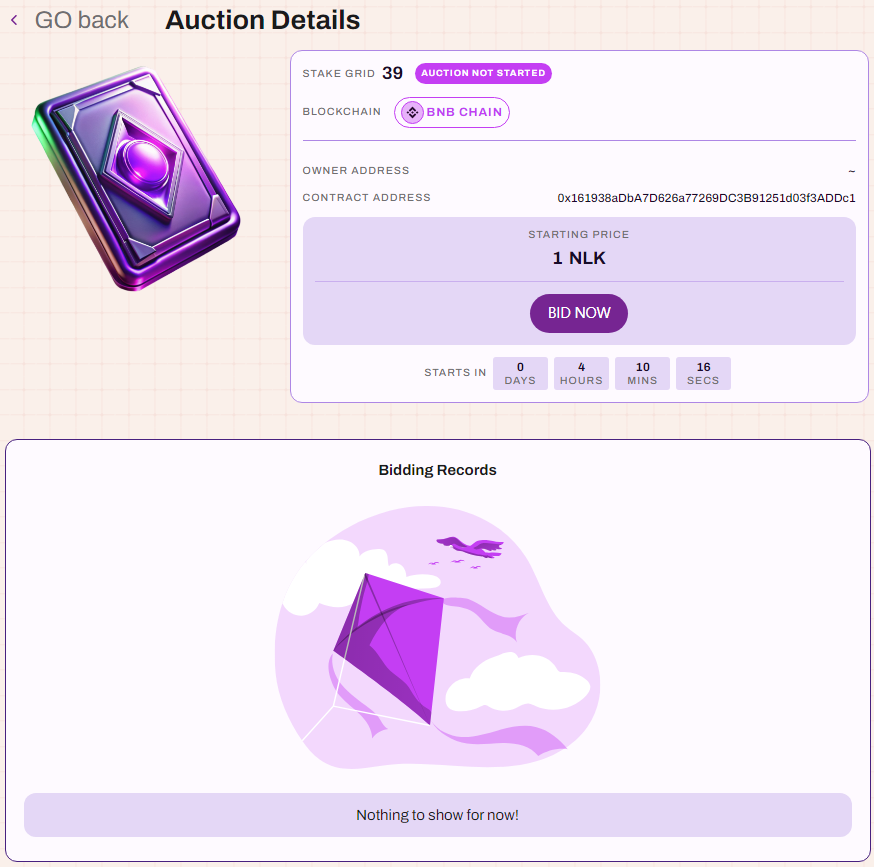 GO back Auction Details
STAKE GRID 39 AUCTION NOT STARTED
BLOCKCHAIN BNB CHAIN
OWNER ADDRESS ~
CONTRACT ADDRESS 0x161938aDbA7D626a77269DC3B91251d03f3ADDc1
STARTING PRICE
1 NLK
BID NOW
STARTS IN 0 DAYS 4 HOURS 10 MINS 16 SECS
Bidding Records
Nothing to show for now!